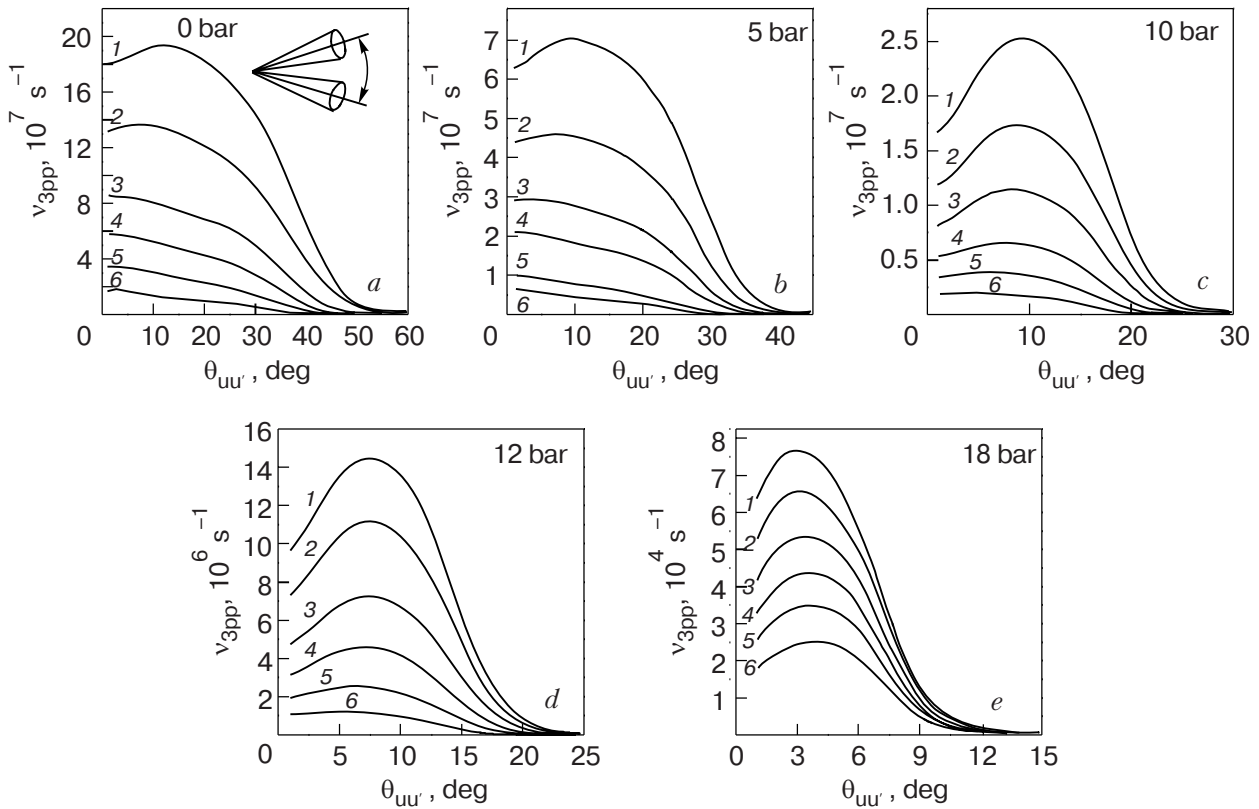 0 bar
ν3pp, 10^7 s^−1
20
16
12
8
4
1
2
3
4
5
6
a
0 10 20 30 40 50 60
θuu′ , deg
5 bar
ν3pp, 10^7 s^−1
7
6
5
4
3
2
1
1
2
3
4
5
6
b
0 10 20 30 40
θuu′ , deg
10 bar
ν3pp, 10^7 s^−1
2.5
2.0
1.5
1.0
0.5
1
2
3
4
5
6
c
0 10 20 30
θuu′ , deg
12 bar
ν3pp, 10^6 s^−1
16
14
12
10
8
6
4
2
1
2
3
4
5
6
d
0 5 10 15 20 25
θuu′ , deg
18 bar
ν3pp, 10^4 s^−1
8
7
6
5
4
3
2
1
1
2
3
4
5
6
e
0 3 6 9 12 15
θuu′ , deg